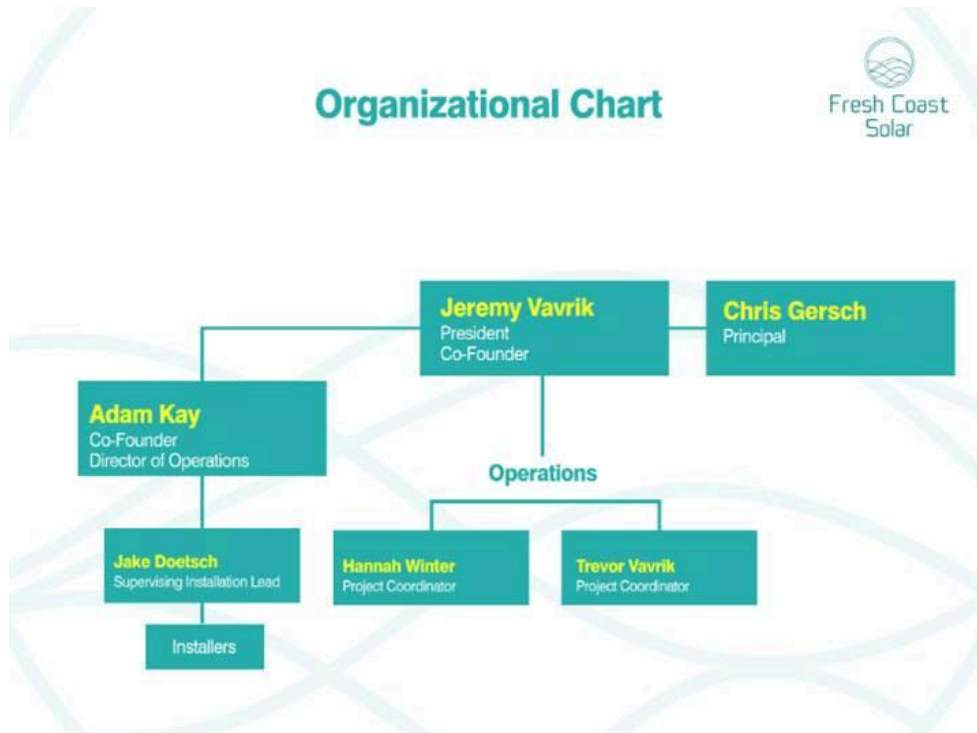 Organizational Chart
Fresh Coast
Solar
Jeremy Vavrik
President
Co-Founder
Chris Gersch
Principal
Adam Kay
Co-Founder
Director of Operations
Operations
Jake Doetsch
Supervising Installation Lead
Hannah Winter
Project Coordinator
Trevor Vavrik
Project Coordinator
Installers